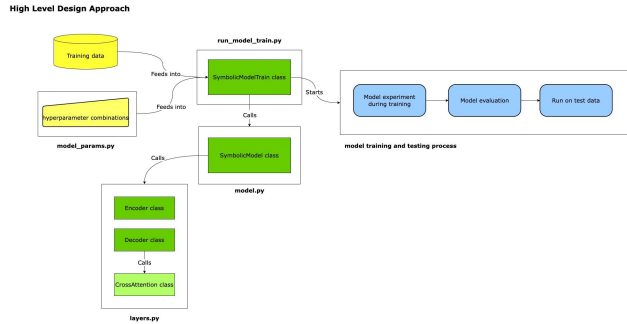 High Level Design Approach
run_model_train.py
Training data
Feeds into
SymbolicModelTrain class
Starts
Model experiment
during training
Model evaluation
Run on test data
hyperparameter combinations
Feeds into
model_params.py
model training and testing process
Calls
SymbolicModel class
Calls
model.py
Encoder class
Decoder class
Calls
CrossAttention class
layers.py